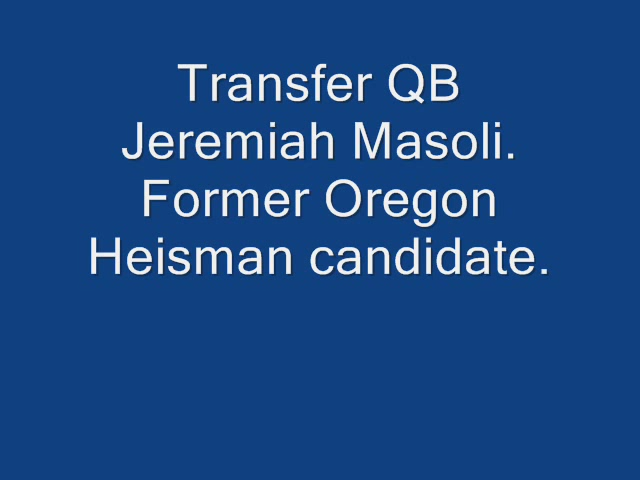 Transfer QB
Jeremiah Masoli.
Former Oregon
Heisman candidate.